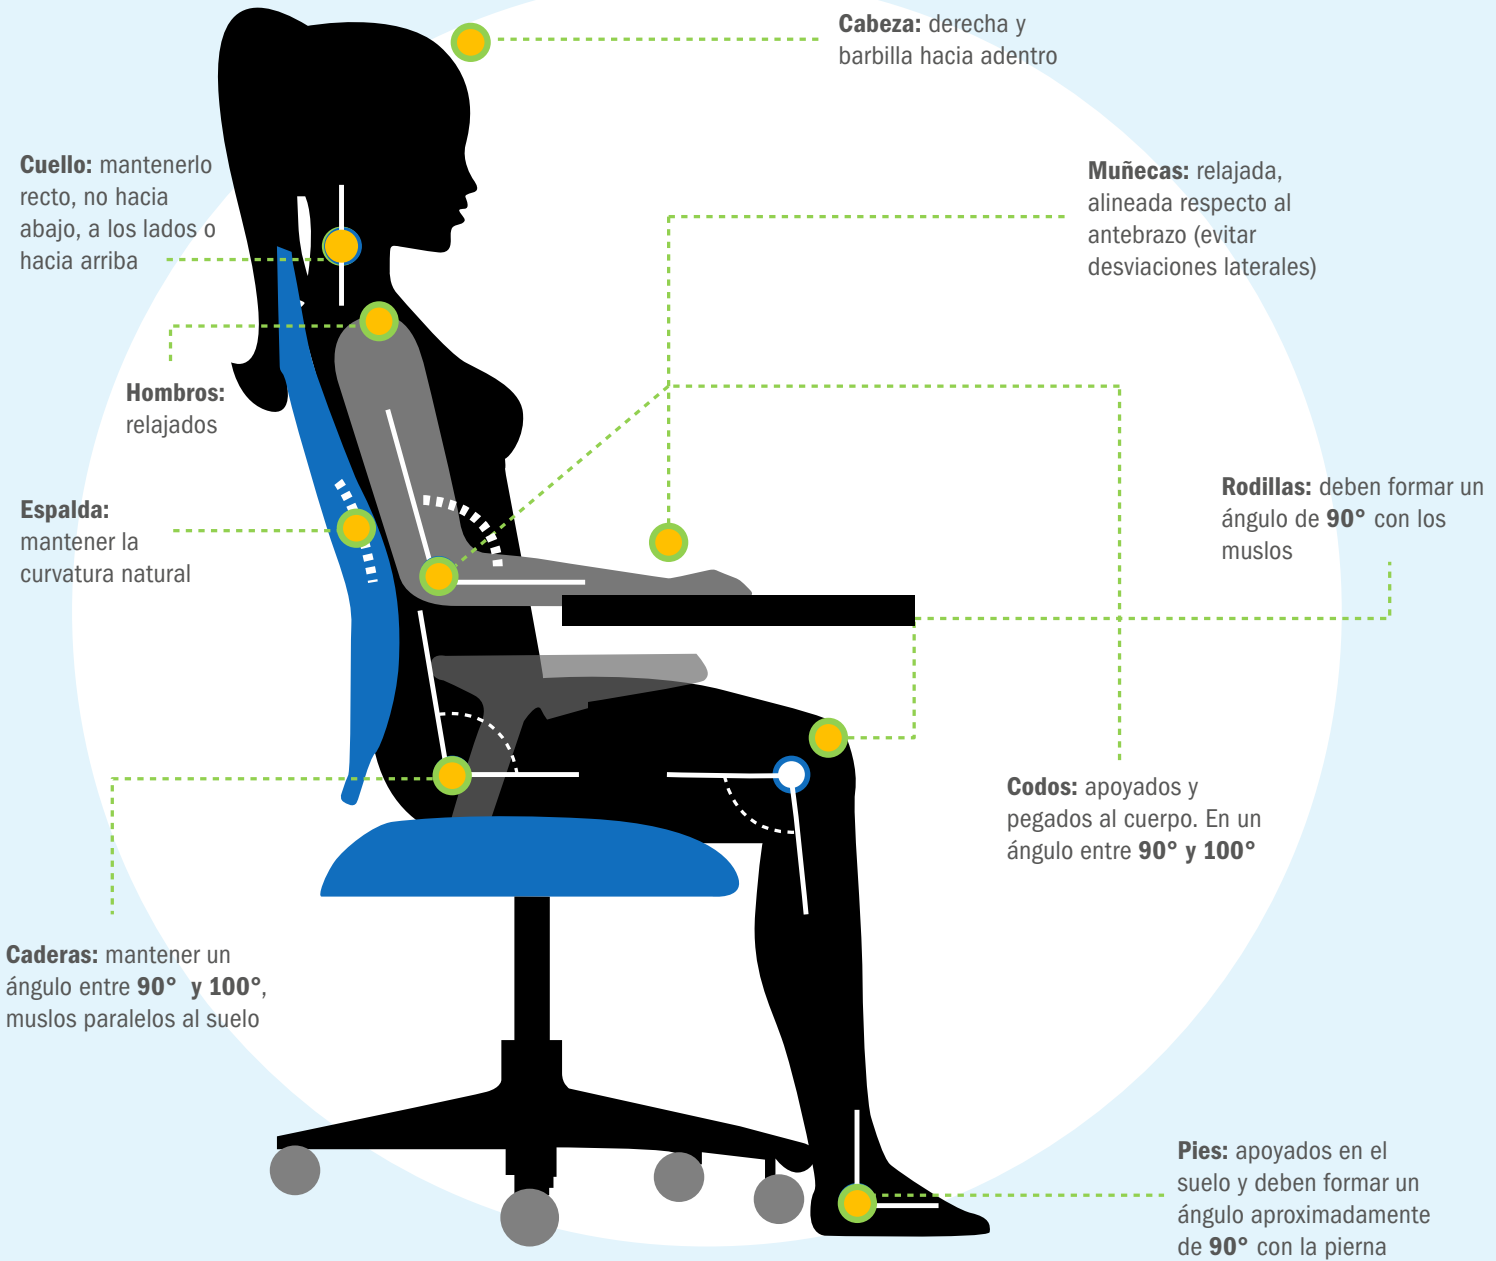 Cabeza: derecha y
barbilla hacia adentro
Cuello: mantenerlo
recto, no hacia
abajo, a los lados o
hacia arriba
Muñecas: relajada,
alineada respecto al
antebrazo (evitar
desviaciones laterales)
Hombros:
relajados
Espalda:
mantener la
curvatura natural
Rodillas: deben formar un
ángulo de 90° con los
muslos
Codos: apoyados y
pegados al cuerpo. En un
ángulo entre 90° y 100°
Caderas: mantener un
ángulo entre 90° y 100°,
muslos paralelos al suelo
Pies: apoyados en el
suelo y deben formar un
ángulo aproximadamente
de 90° con la pierna